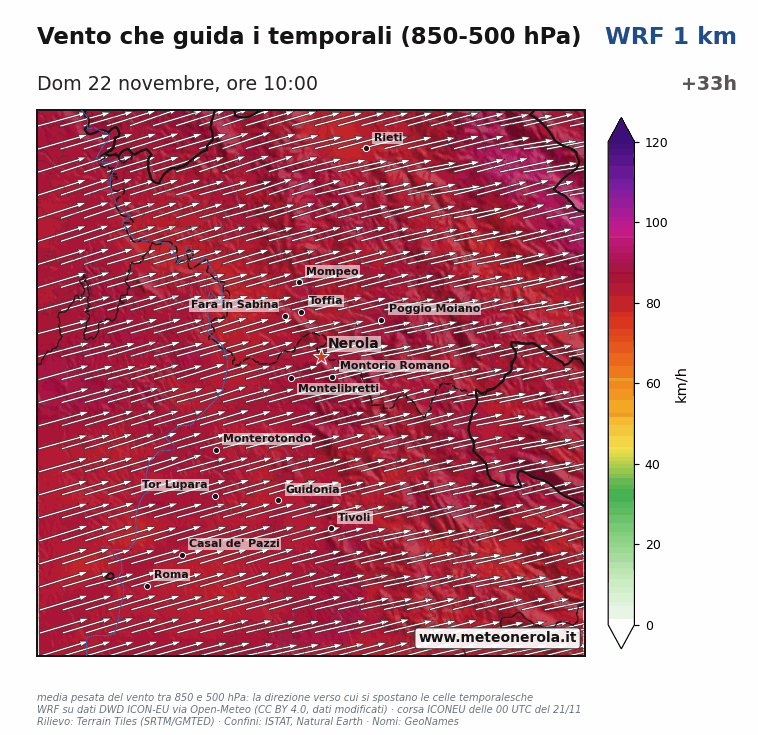 Vento che guida i temporali (850-500 hPa) WRF 1 km
Dom 22 novembre, ore 10:00 +33h
Rieti
Mompeo
Toffia
Fara in Sabina
Poggio Moiano
Nerola
Montorio Romano
Montelibretti
Monterotondo
Tor Lupara
Guidonia
Tivoli
Casal de' Pazzi
Roma
www.meteonerola.it
120
100
80
60
40
20
0
km/h
media pesata del vento tra 850 e 500 hPa: la direzione verso cui si spostano le celle temporalesche
WRF su dati DWD ICON-EU via Open-Meteo (CC BY 4.0, dati modificati) · corsa ICONEU delle 00 UTC del 21/11
Rilievo: Terrain Tiles (SRTM/GMTED) · Confini: ISTAT, Natural Earth · Nomi: GeoNames